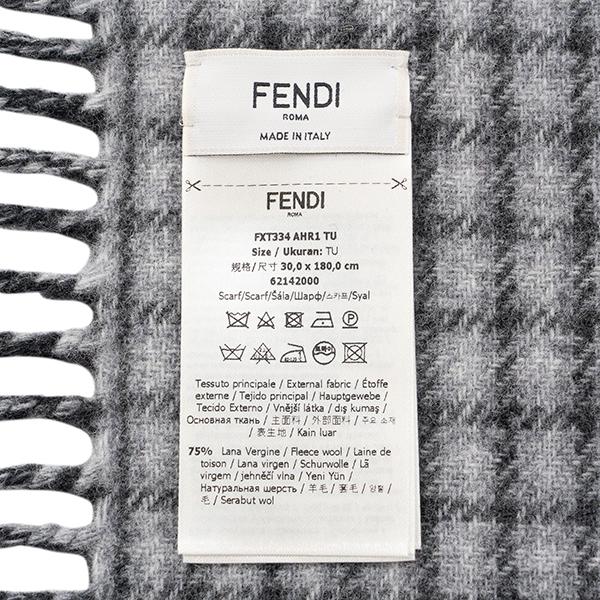 FENDI
ROMA
MADE IN ITALY
FENDI
ROMA
FXT334 AHR1 TU
Size / Ukuran: TU
规格/尺寸 30,0 x 180,0 cm
62142000
Scarf/Scarf/Šála/Шарф/스카프/Syal
Tessuto principale / External fabric / Étoffe
externe / Tejido principal / Hauptgewebe /
Tecido Externo / Vnější látka / dış kumaş /
Основная ткань / 主面料 / 外部面料 / 주요 소재
/ 表生地 / Kain luar
75% Lana Vergine / Fleece wool / Laine de
toison / Lana virgen / Schurwolle / Lã
virgem / jehněčí vlna / Yeni Yün /
Натуральная шерсть / 羊毛 / 羔毛 / 양털 /
毛 / Serabut wol